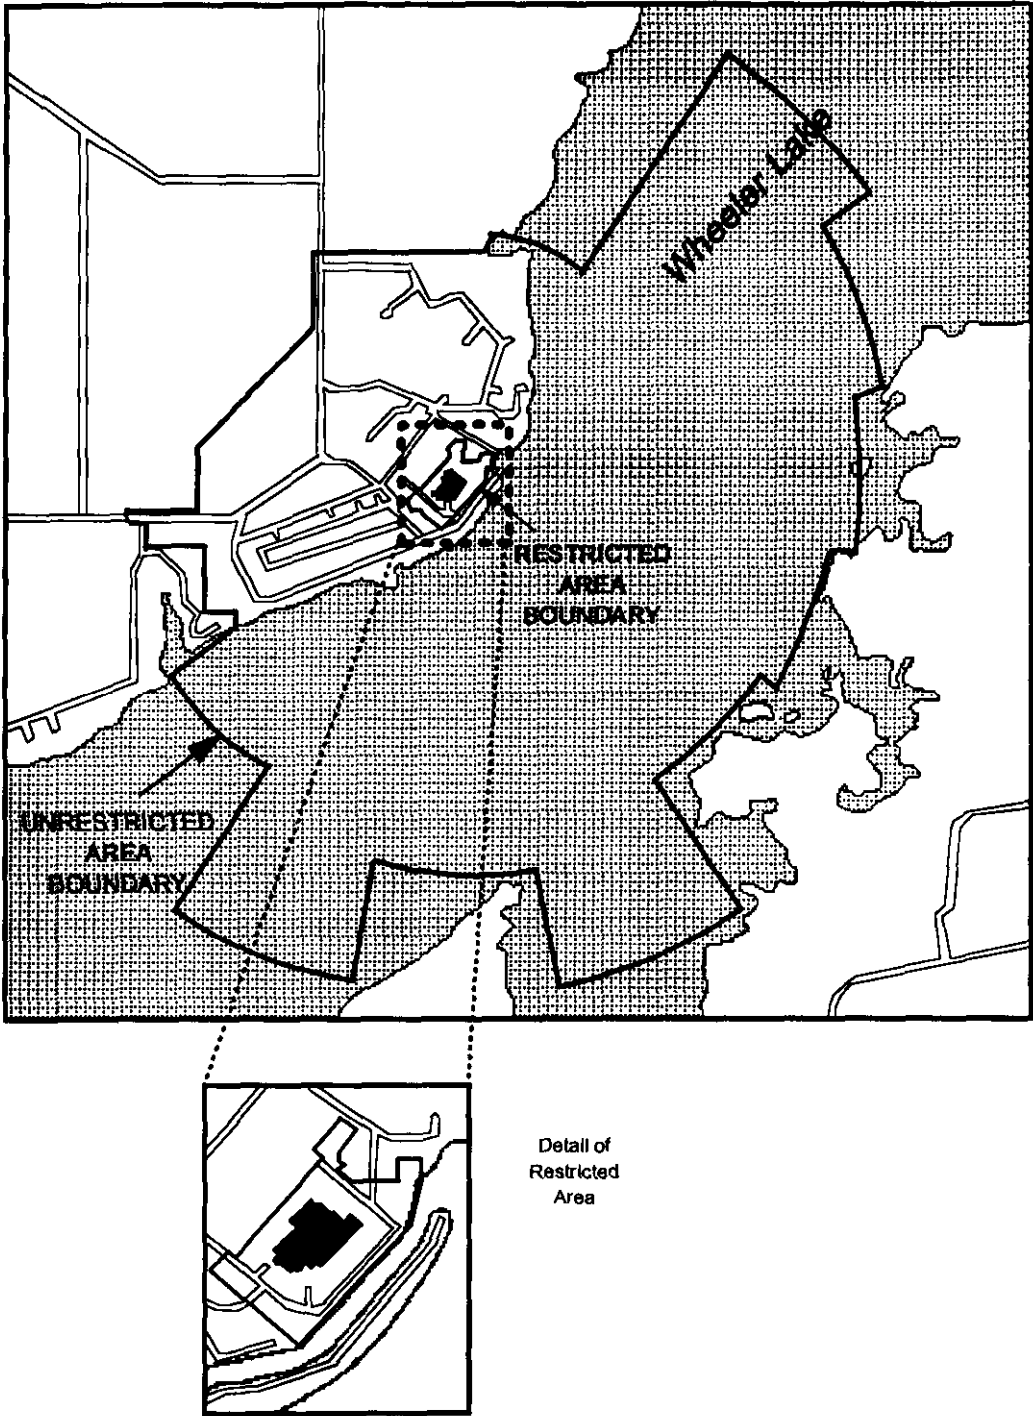 Wheeler Lake
RESTRICTED
AREA
BOUNDARY
UNRESTRICTED
AREA
BOUNDARY
Detail of
Restricted
Area